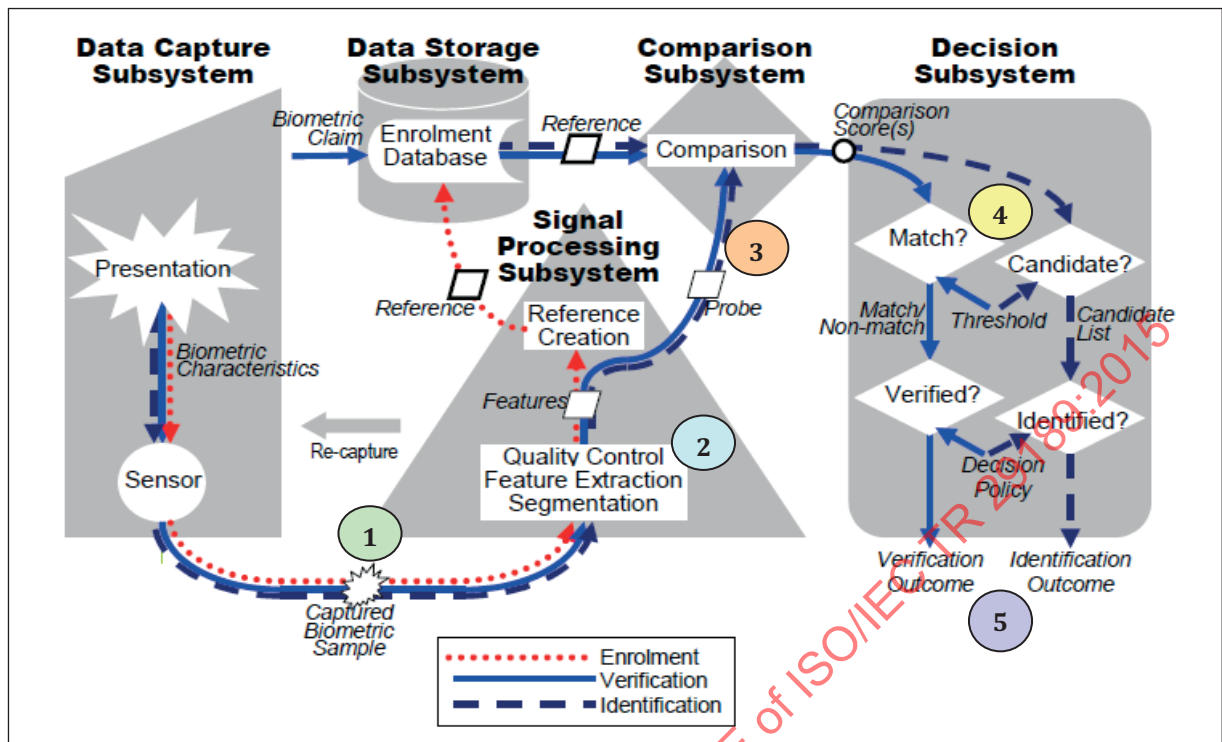 Data Capture
Subsystem
Data Storage
Subsystem
Comparison
Subsystem
Decision
Subsystem
Biometric
Claim
Enrolment
Database
Reference
Comparison
Comparison
Score(s)
Presentation
Biometric
Characteristics
Sensor
Signal
Processing
Subsystem
Reference
Reference
Creation
3
Probe
4
Match?
Candidate?
Match/
Non-match
Threshold
Candidate
List
Features
Re-capture
2
Quality Control
Feature Extraction
Segmentation
Verified?
Identified?
Decision
Policy
1
Captured
Biometric
Sample
Verification
Outcome
Identification
Outcome
5
Enrolment
Verification
Identification
of ISO/IEC TR 29189:2015